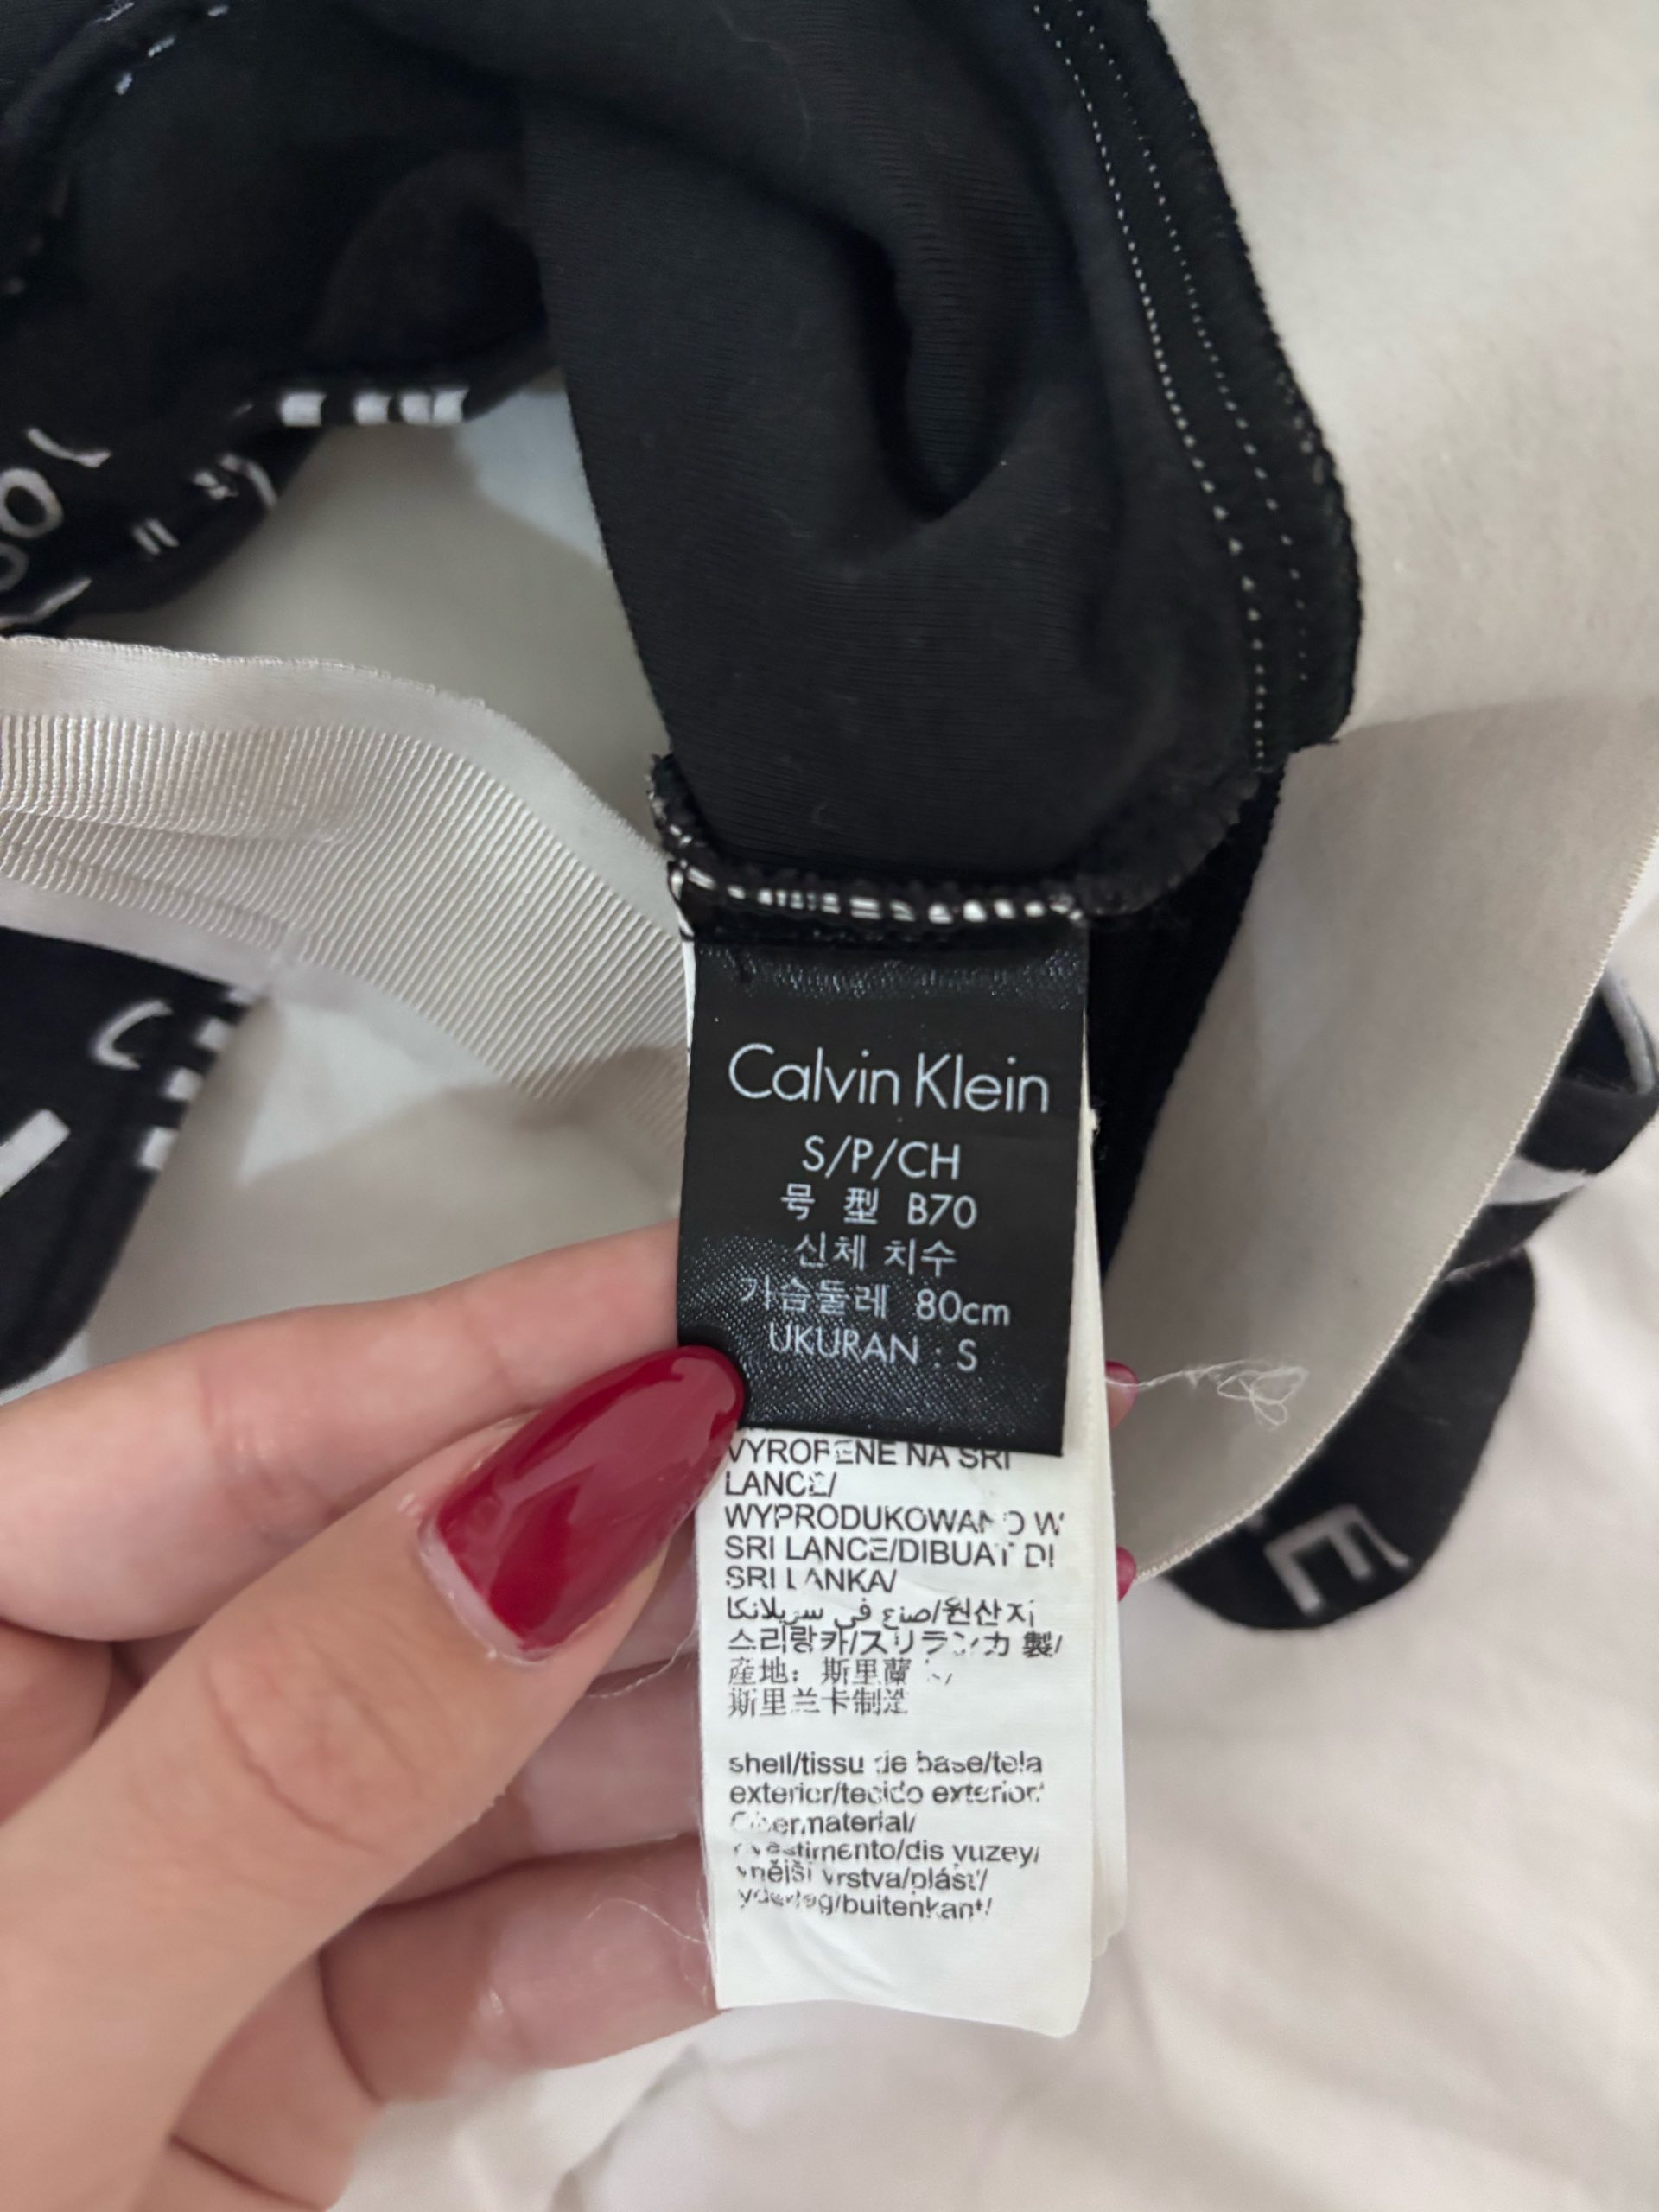 Calvin Klein
S/P/CH
号 型 B70
신체 치수
가슴둘레 80cm
UKURAN : S
VYROBENE NA SRI
LANCE/
WYPRODUKOWANO W
SRI LANCE/DIBUAT DI
SRI LANKA/
صنع في سريلانكا/원산지
스리랑카/スリランカ 製/
産地：斯里蘭
斯里兰卡制造
shell/tissu de base/tela
exterior/tecido exterior/
Obermaterial/
rivestimento/dis yuzey/
vnější vrstva/plášť/
yderlag/buitenkant/